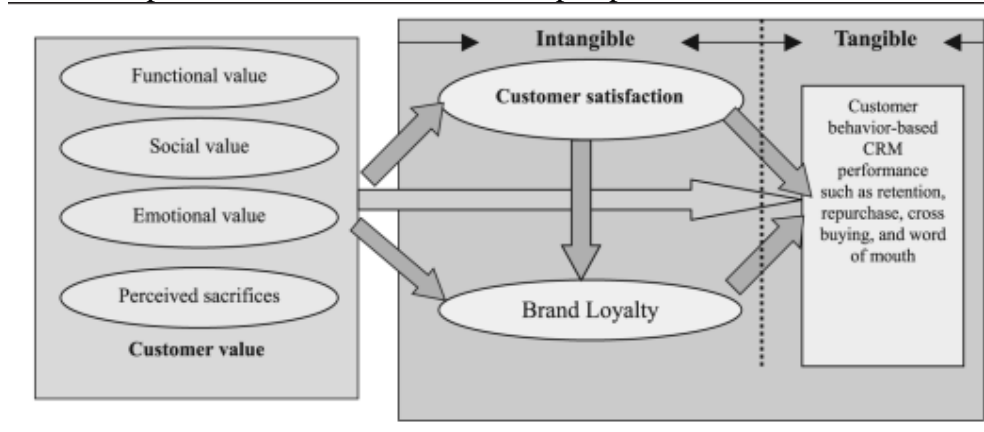 Functional value
Social value
Emotional value
Perceived sacrifices
Customer value
Intangible
Tangible
Customer satisfaction
Brand Loyalty
Customer
behavior-based
CRM
performance
such as retention,
repurchase, cross
buying, and word
of mouth